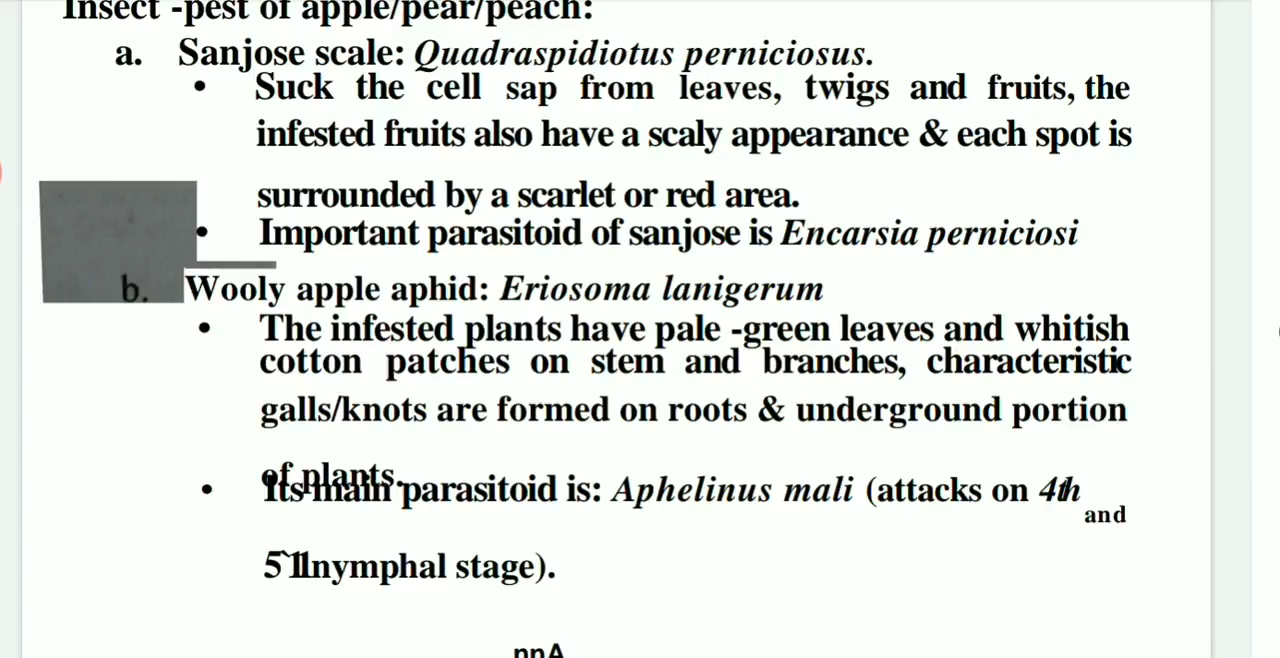 Insect -pest of apple/pear/peach:
a. Sanjose scale: Quadraspidiotus perniciosus.
• Suck the cell sap from leaves, twigs and fruits, the
infested fruits also have a scaly appearance & each spot is
surrounded by a scarlet or red area.
• Important parasitoid of sanjose is Encarsia perniciosi
b. Wooly apple aphid: Eriosoma lanigerum
• The infested plants have pale -green leaves and whitish
cotton patches on stem and branches, characteristic
galls/knots are formed on roots & underground portion
of plants.
• Its main parasitoid is: Aphelinus mali (attacks on 4th
and
5`11nymphal stage).